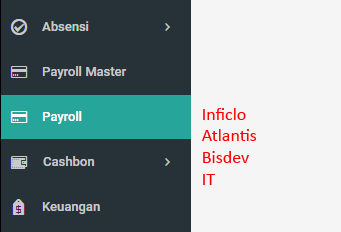 Absensi
Payroll Master
Payroll
Cashbon
Keuangan
Inficlo
Atlantis
Bisdev
IT